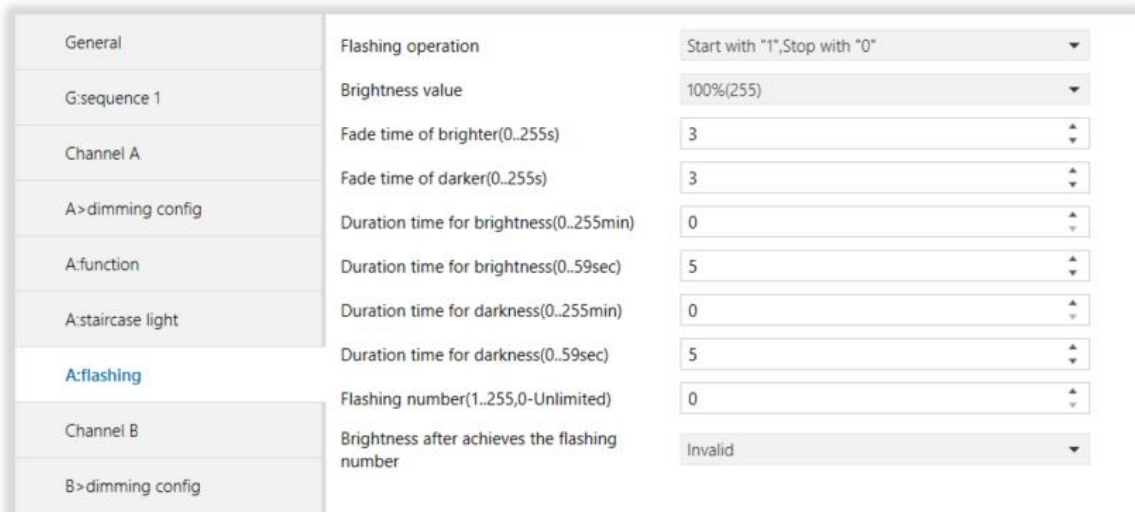 General
G:sequence 1
Channel A
A>dimming config
A:function
A:staircase light
A:flashing
Channel B
B>dimming config
Flashing operation
Start with "1",Stop with "0"
Brightness value
100%(255)
Fade time of brighter(0..255s)
3
Fade time of darker(0..255s)
3
Duration time for brightness(0..255min)
0
Duration time for brightness(0..59sec)
5
Duration time for darkness(0..255min)
0
Duration time for darkness(0..59sec)
5
Flashing number(1..255,0-Unlimited)
0
Brightness after achieves the flashing
number
Invalid